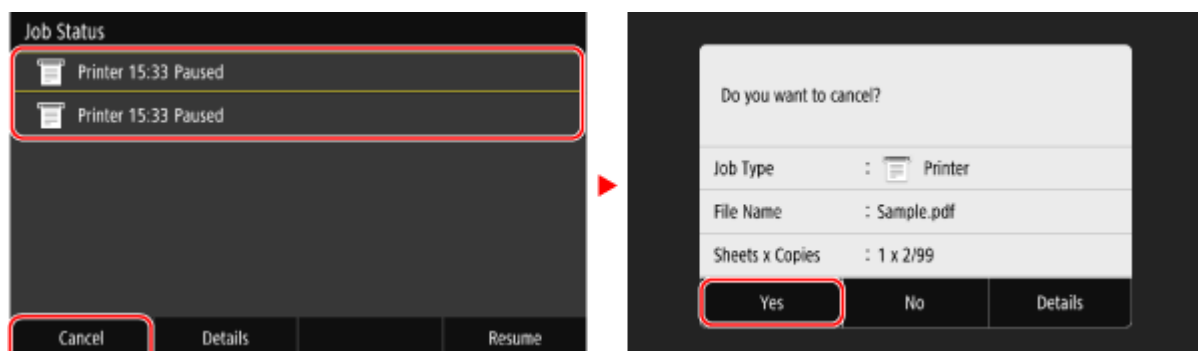 Job Status
Printer 15:33 Paused
Printer 15:33 Paused
Cancel Details Resume
Do you want to cancel?
Job Type : Printer
File Name : Sample.pdf
Sheets x Copies : 1 x 2/99
Yes No Details